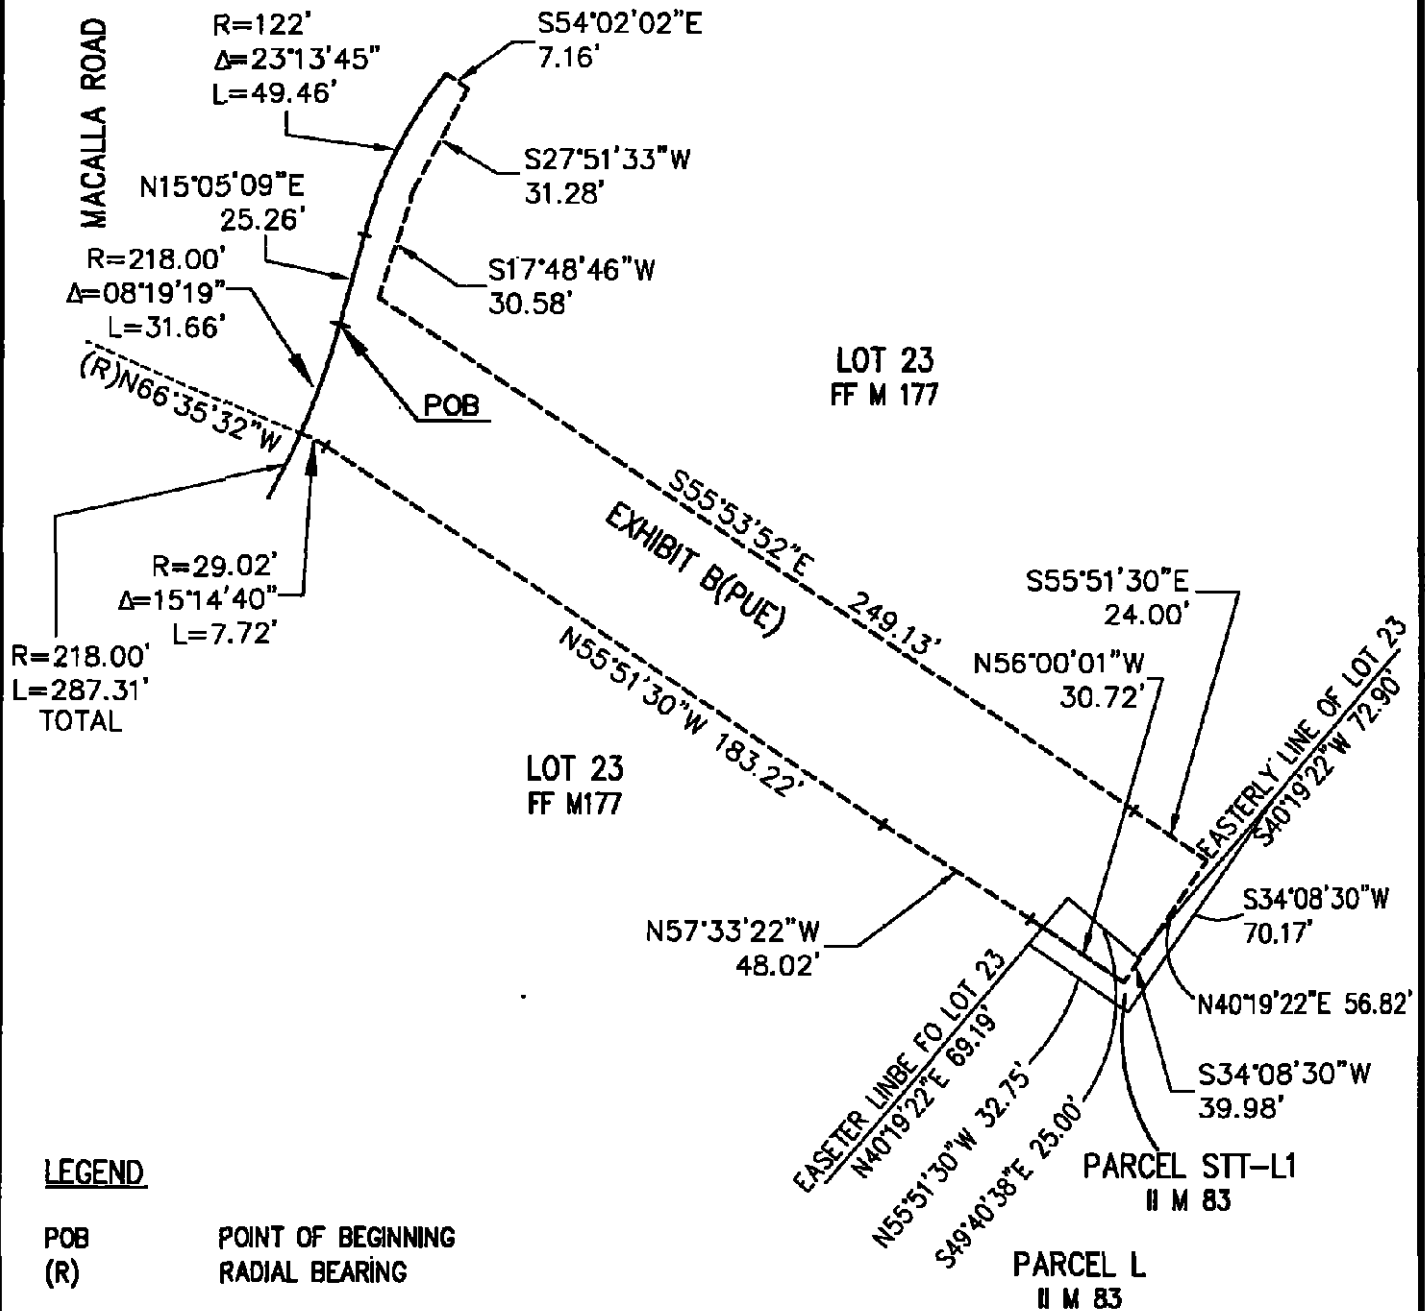 MACALLA ROAD
R=122'
Δ=23°13'45"
L=49.46'
S54°02'02"E
7.16'
S27°51'33"W
31.28'
N15°05'09"E
25.26'
S17°48'46"W
30.58'
R=218.00'
Δ=08°19'19"
L=31.66'
(R)N66°35'32"W
POB
LOT 23
FF M 177
S55°53'52"E 249.13'
EXHIBIT B(PUE)
R=29.02'
Δ=15°14'40"
L=7.72'
R=218.00'
L=287.31'
TOTAL
N55°51'30"W 183.22'
S55°51'30"E
24.00'
N56°00'01"W
30.72'
EASTERLY LINE OF LOT 23
S40°19'22"W 72.90'
LOT 23
FF M177
N57°33'22"W
48.02'
S34°08'30"W
70.17'
N40°19'22"E 56.82'
S34°08'30"W
39.98'
EASETER LINBE FO LOT 23
N40°19'22"E 69.19'
N55°51'30"W 32.75'
S49°40'38"E 25.00'
PARCEL STT-L1
II M 83
PARCEL L
II M 83
LEGEND
POB POINT OF BEGINNING
(R) RADIAL BEARING